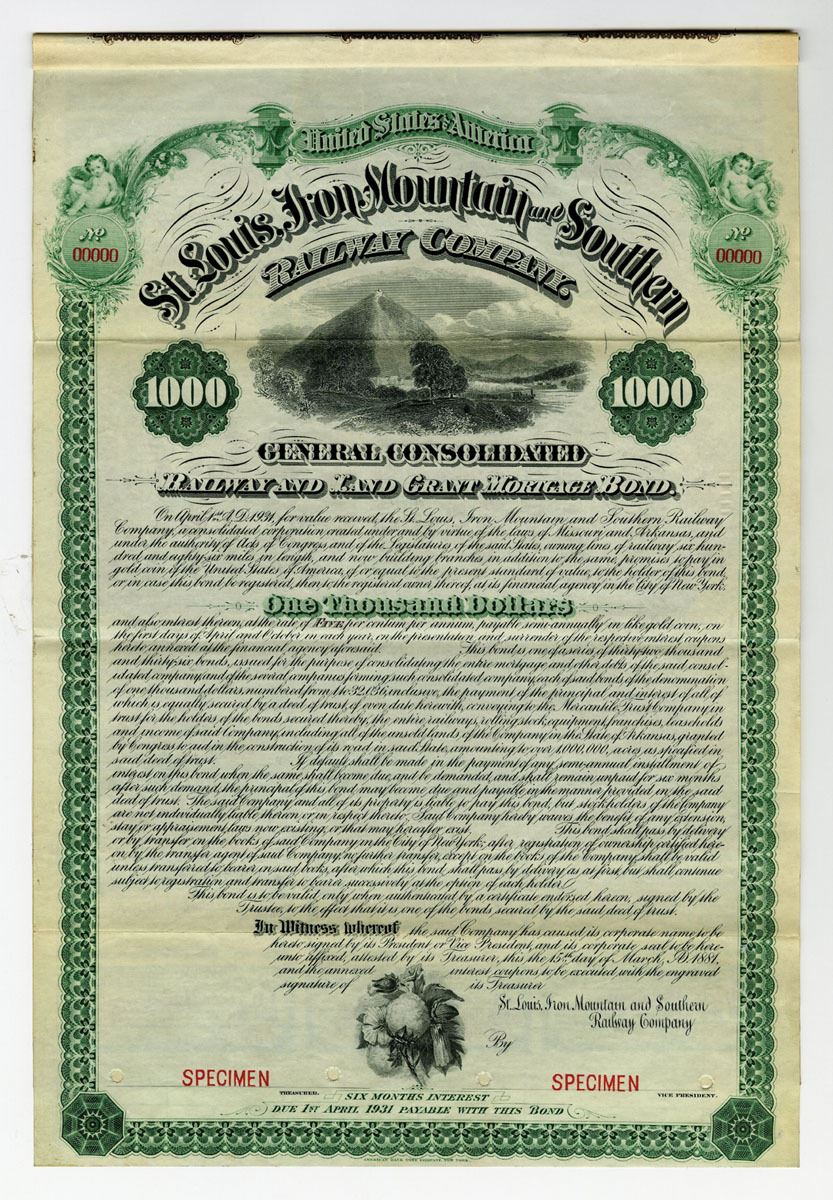 United States of America
St. Louis, Iron Mountain and Southern
RAILWAY COMPANY.
No 00000
No 00000
1000
1000
GENERAL CONSOLIDATED
RAILWAY AND LAND GRANT MORTGAGE BOND.
On April 1st A.D. 1931, for value received, the St. Louis, Iron Mountain and Southern Railway
Company, a consolidated corporation created under and by virtue of the laws of Missouri and Arkansas, and
under the authority of Acts of Congress and of the Legislatures of the said States, owning lines of railway six hun-
dred and eighty six miles in length, and now building branches in addition to the same, promises to pay in
gold coin of the United States of America, of or equal to the present standard of value, to the holder of this bond,
or in case this bond be registered, then to the registered owner thereof, at its financial agency in the City of New York.
One Thousand Dollars
and also interest thereon, at the rate of FIVE per centum per annum, payable semi-annually in like gold coin, on
the first days of April and October in each year, on the presentation and surrender of the respective interest coupons
hereto annexed at the financial agency aforesaid. This bond is one of a series of thirty-two thousand
and thirty-six bonds, issued for the purpose of consolidating the entire mortgage and other debts of the said consol-
idated company and of the several companies forming such consolidated company, each of said bonds of the denomination
of one thousand dollars, numbered from 1 to 32,036, inclusive, the payment of the principal and interest of all of
which is equally secured by a deed of trust, of even date herewith, conveying to the Mercantile Trust Company in
trust for the holders of the bonds secured thereby, the entire railways, rolling stock, equipment, franchises, leaseholds
and income of said Company, including all of the unsold lands of the Company in the State of Arkansas, granted
by Congress to aid in the construction of its road in said State, amounting to over 1,000,000, acres, as specified in
said deed of trust. If default shall be made in the payment of any semi-annual installment of
interest on this bond when the same shall become due, and be demanded, and shall remain unpaid for six months
after such demand, the principal of this bond may become due and payable in the manner provided in the said
deed of trust. The said Company and all of its property is liable to pay this bond, but stockholders of the Company
are not individually liable thereon or in respect thereto. Said Company hereby waives the benefit of any extension,
stay or appraisement laws now existing, or that may hereafter exist. This bond shall pass by delivery
or by transfer on the books of said Company in the City of New York; after registration of ownership certified here-
on by the transfer agent of said Company, no further transfer, except on the books of the Company, shall be valid
unless transferred to bearer on said books, after which this bond shall pass by delivery as at first, but shall continue
subject to registration and transfer to bearer successively at the option of each holder.
This bond is to be valid only when authenticated by a certificate endorsed hereon, signed by the
Trustee, to the effect that it is one of the bonds secured by the said deed of trust.
In Witness whereof the said Company has caused its corporate name to be
hereto signed by its President or Vice President, and its corporate seal to be here-
unto affixed, attested by its Treasurer, this the 15th day of March, A.D. 1881,
and the annexed interest coupons to be executed with the engraved
signature of its Treasurer
St. Louis, Iron Mountain and Southern
Railway Company
By
SPECIMEN
SPECIMEN
TREASURER.
VICE PRESIDENT.
SIX MONTHS INTEREST
DUE 1ST APRIL 1931 PAYABLE WITH THIS BOND
AMERICAN BANK NOTE COMPANY, NEW YORK.